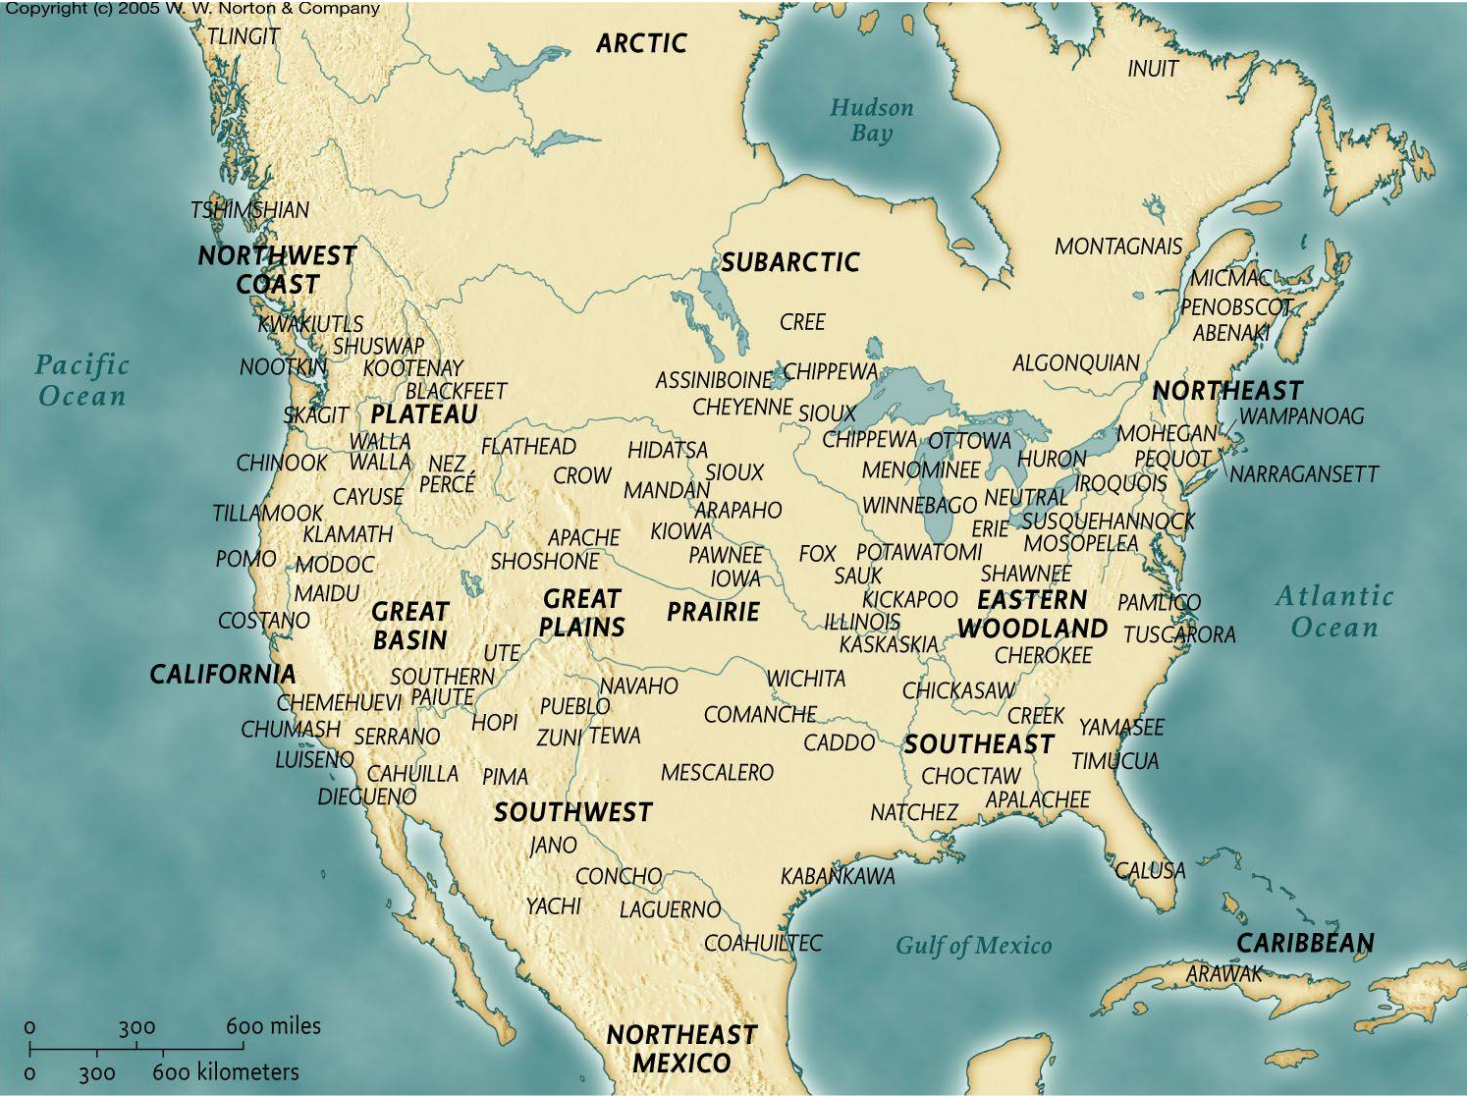 Copyright (c) 2005 W. W. Norton & Company
TLINGIT
ARCTIC
INUIT
Hudson
Bay
TSHIMSHIAN
NORTHWEST
COAST
SUBARCTIC
MONTAGNAIS
MICMAC
PENOBSCOT
ABENAKI
KWAKIUTLS
CREE
SHUSWAP
NOOTKIN
KOOTENAY
Pacific
Ocean
ASSINIBOINE
CHIPPEWA
ALGONQUIAN
BLACKFEET
NORTHEAST
SKAGIT
PLATEAU
CHEYENNE
SIOUX
WAMPANOAG
WALLA
WALLA
FLATHEAD
HIDATSA
CHIPPEWA
OTTOWA
MOHEGAN
CHINOOK
NEZ
PERCÉ
CROW
SIOUX
MENOMINEE
HURON
PEQUOT
NARRAGANSETT
CAYUSE
MANDAN
IROQUOIS
TILLAMOOK
ARAPAHO
WINNEBAGO
NEUTRAL
KLAMATH
APACHE
KIOWA
ERIE
SUSQUEHANNOCK
MOSOPELEA
POMO
MODOC
SHOSHONE
PAWNEE
FOX
POTAWATOMI
IOWA
SAUK
SHAWNEE
MAIDU
GREAT
BASIN
GREAT
PLAINS
PRAIRIE
KICKAPOO
EASTERN
WOODLAND
PAMLICO
Atlantic
Ocean
COSTANO
ILLINOIS
TUSCARORA
KASKASKIA
UTE
CHEROKEE
CALIFORNIA
SOUTHERN
PAIUTE
NAVAHO
WICHITA
CHICKASAW
CHEMEHUEVI
PUEBLO
COMANCHE
CREEK
CHUMASH
SERRANO
HOPI
ZUNI
TEWA
CADDO
SOUTHEAST
YAMASEE
LUISENO
CAHUILLA
PIMA
MESCALERO
CHOCTAW
TIMUCUA
DIEGUENO
SOUTHWEST
NATCHEZ
APALACHEE
JANO
CONCHO
KABANKAWA
CALUSA
YACHI
LAGUERNO
COAHUILTEC
Gulf of Mexico
CARIBBEAN
ARAWAK
0 300 600 miles
0 300 600 kilometers
NORTHEAST
MEXICO